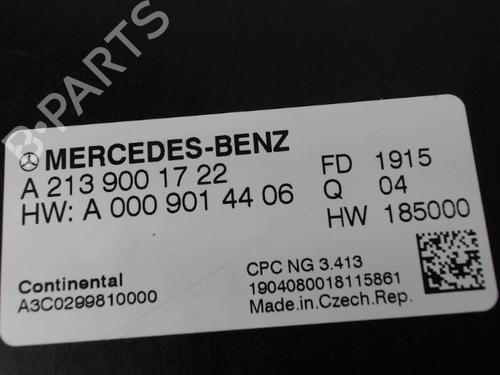 MERCEDES-BENZ
A 213 900 17 22
HW: A 000 901 44 06
FD 1915
Q 04
HW 185000
Continental
A3C0299810000
CPC NG 3.413
1904080018115861
Made.in.Czech.Rep.
B-PARTS